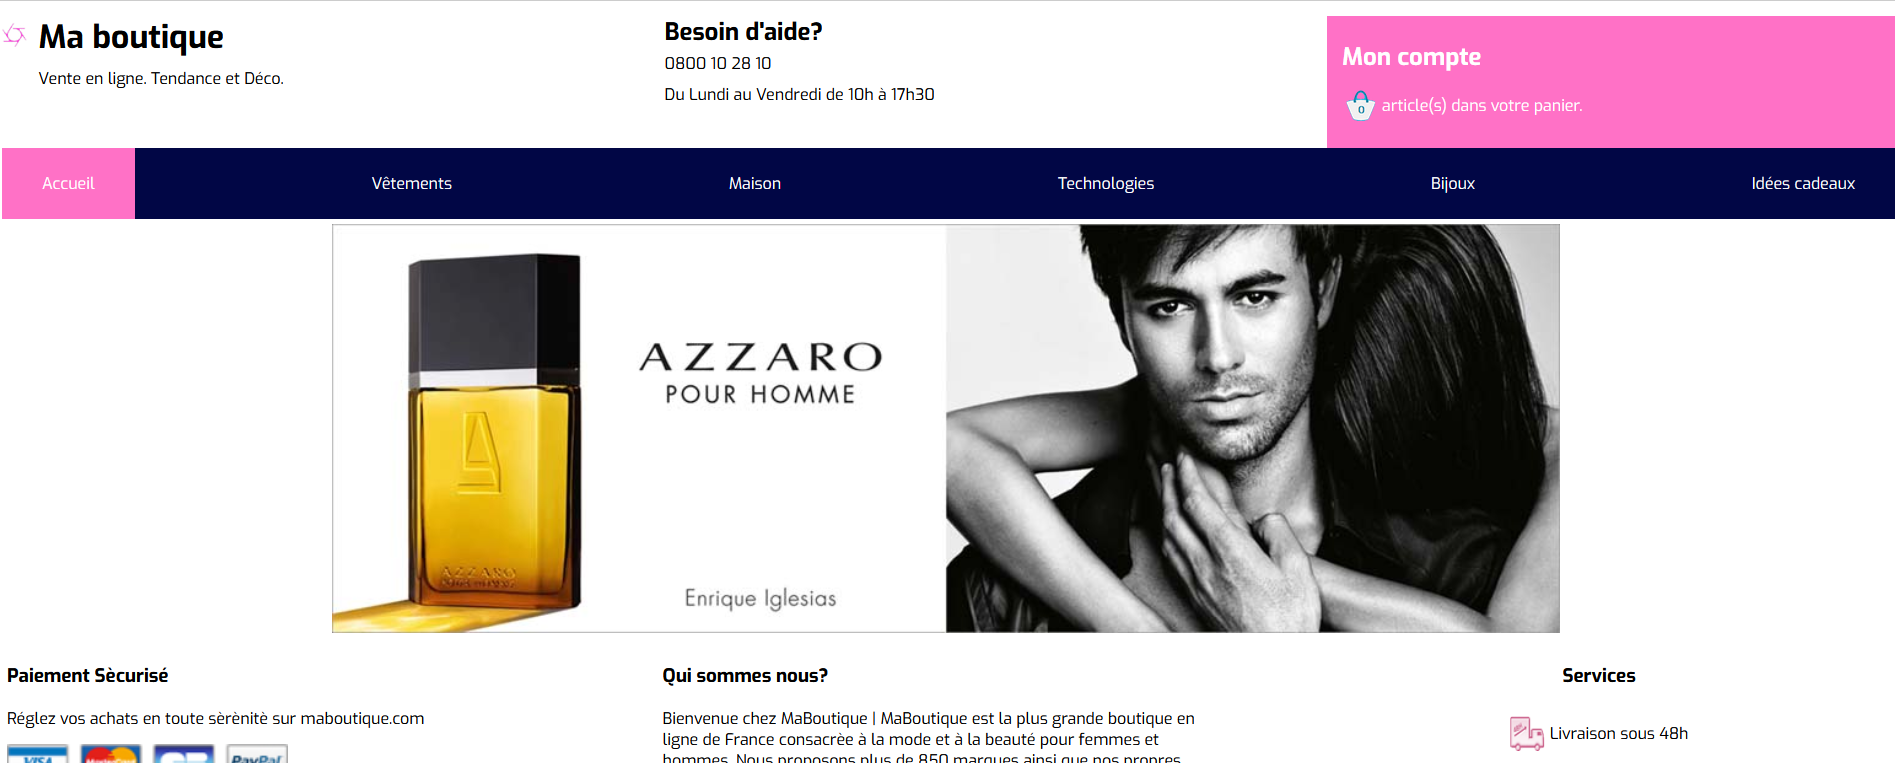 Ma boutique
Vente en ligne. Tendance et Déco.
Besoin d'aide?
0800 10 28 10
Du Lundi au Vendredi de 10h à 17h30
Mon compte
0 article(s) dans votre panier.
Accueil Vêtements Maison Technologies Bijoux Idées cadeaux
AZZARO
POUR HOMME
AZZARO
POUR HOMME
Enrique Iglesias
Paiement Sècurisé
Réglez vos achats en toute sèrènitè sur maboutique.com
VISA MasterCard CB PayPal
Qui sommes nous?
Bienvenue chez MaBoutique | MaBoutique est la plus grande boutique en
ligne de France consacrèe à la mode et à la beauté pour femmes et
hommes. Nous proposons plus de 850 marques ainsi que nos propres
Services
Livraison sous 48h